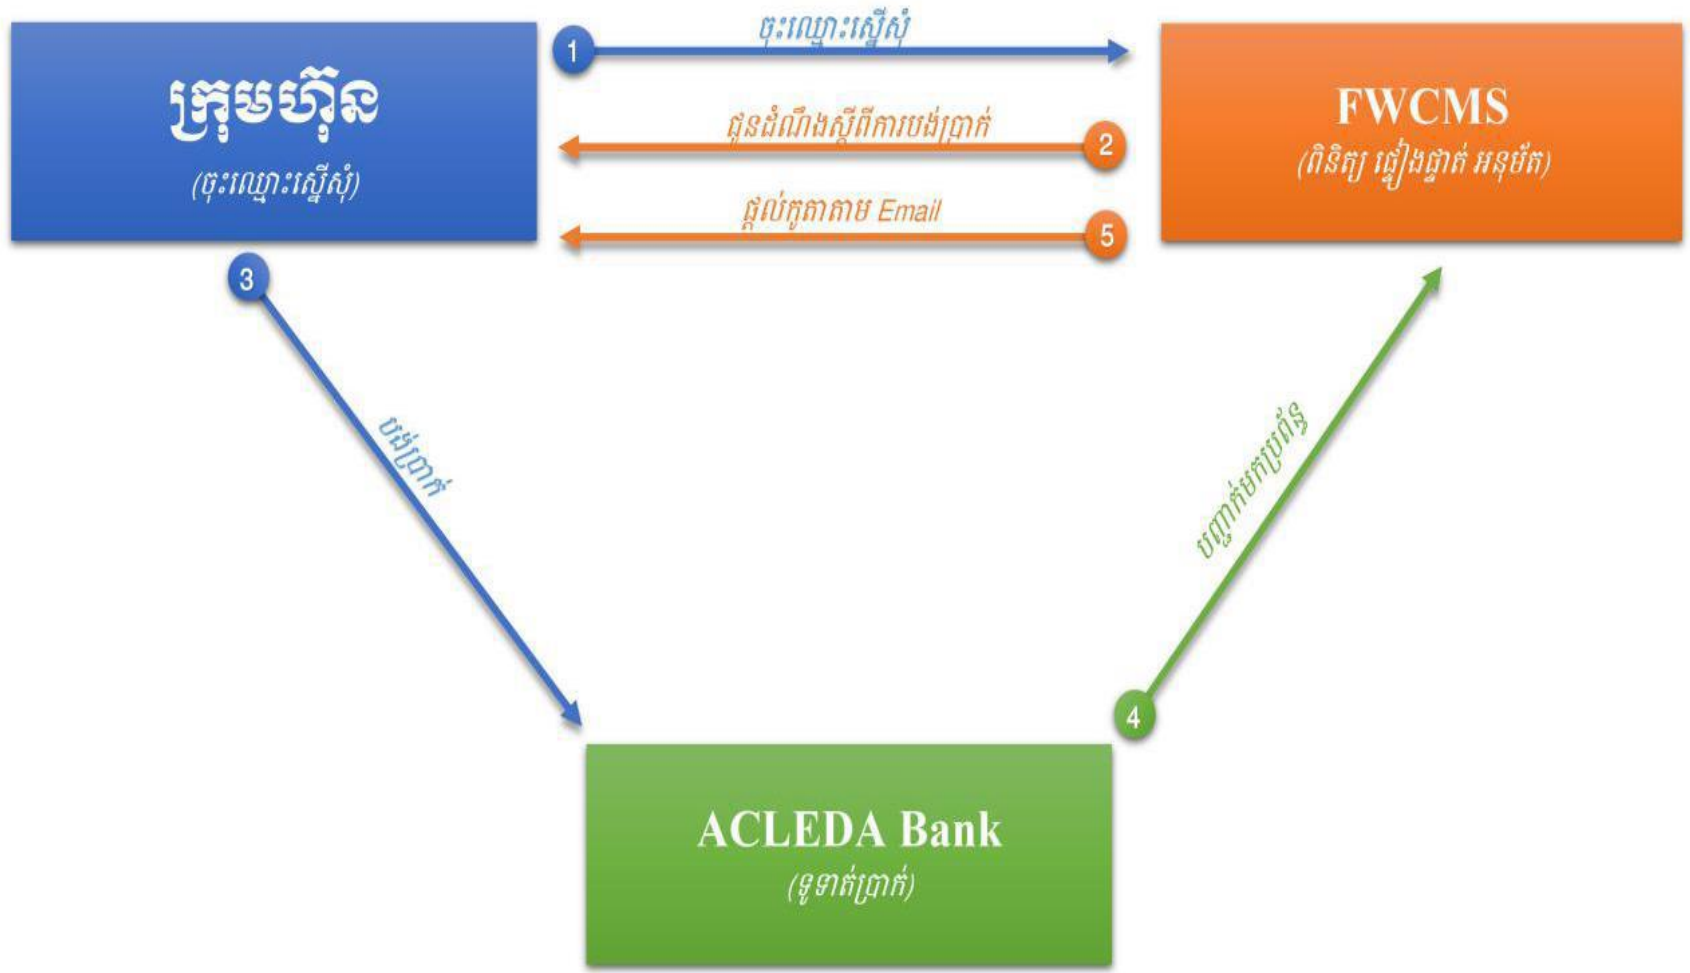 ចុះឈ្មោះស្នើសុំ
1
ក្រុមហ៊ុន
(ចុះឈ្មោះស្នើសុំ)
FWCMS
(ពិនិត្យ ផ្ទៀងផ្ទាត់ អនុម័ត)
ជូនដំណឹងស្តីពីការបង់ប្រាក់
2
ផ្តល់កូតាតាម Email
5
3
បង់ប្រាក់
បញ្ជាក់មកប្រព័ន្ធ
4
ACLEDA Bank
(ទូទាត់ប្រាក់)